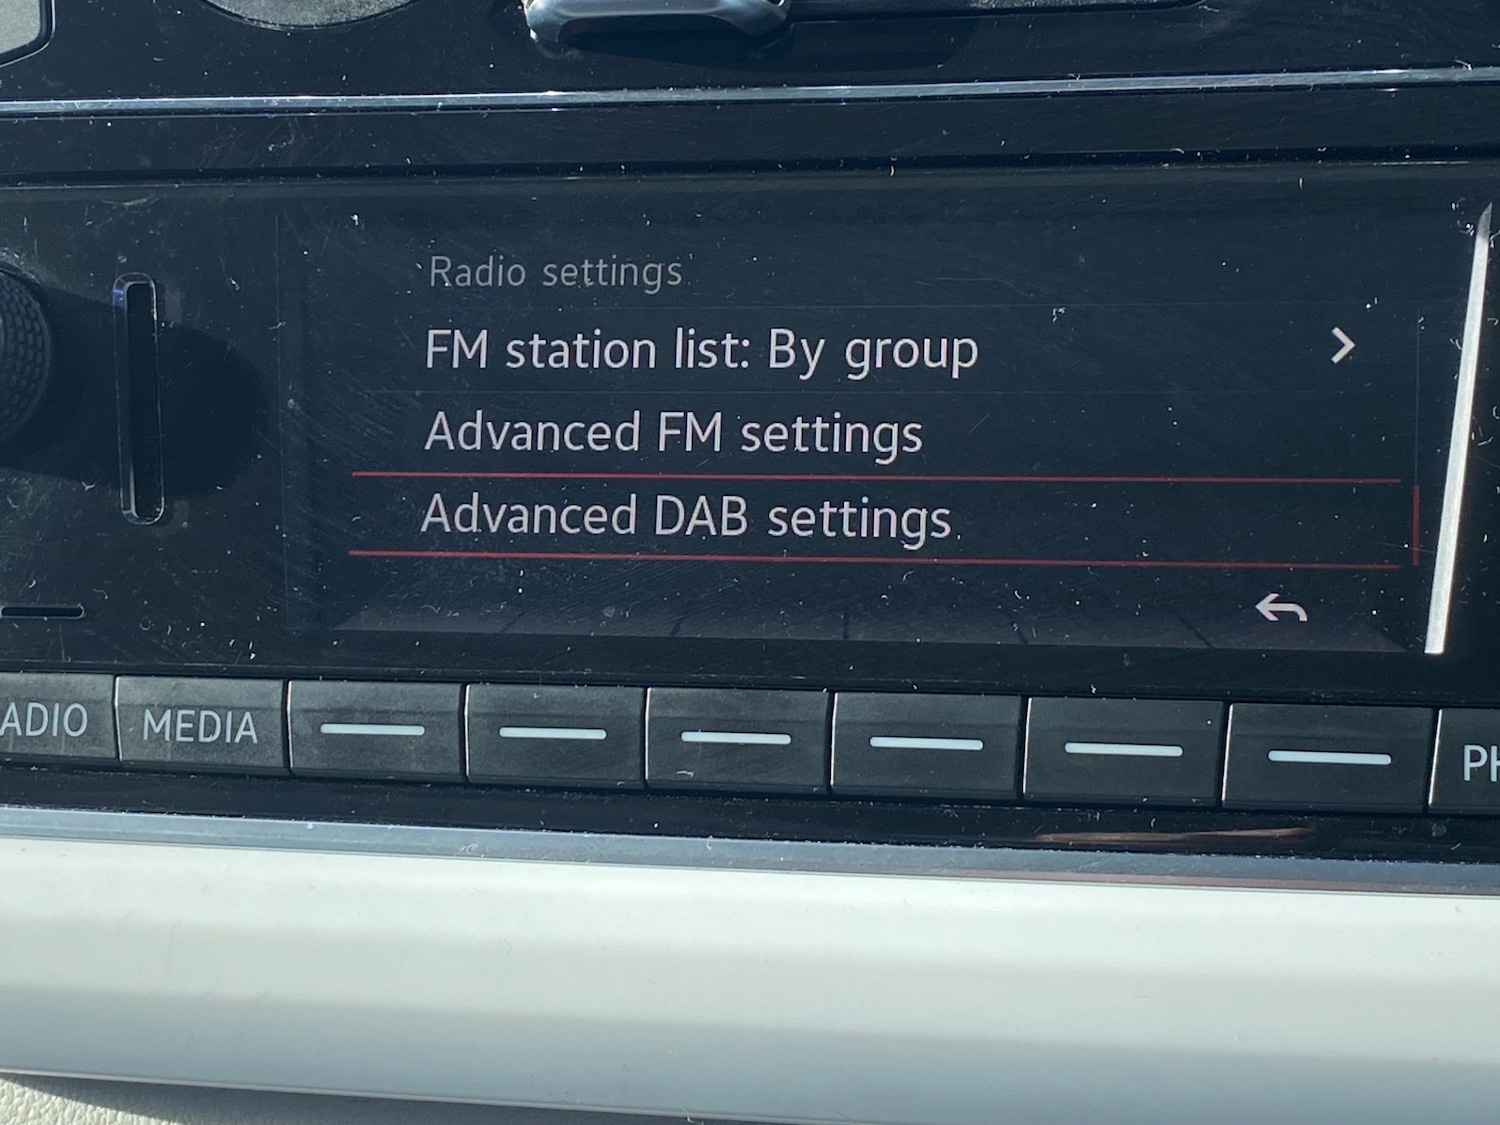 Radio settings
FM station list: By group
Advanced FM settings
Advanced DAB settings
ADIO
MEDIA
PH